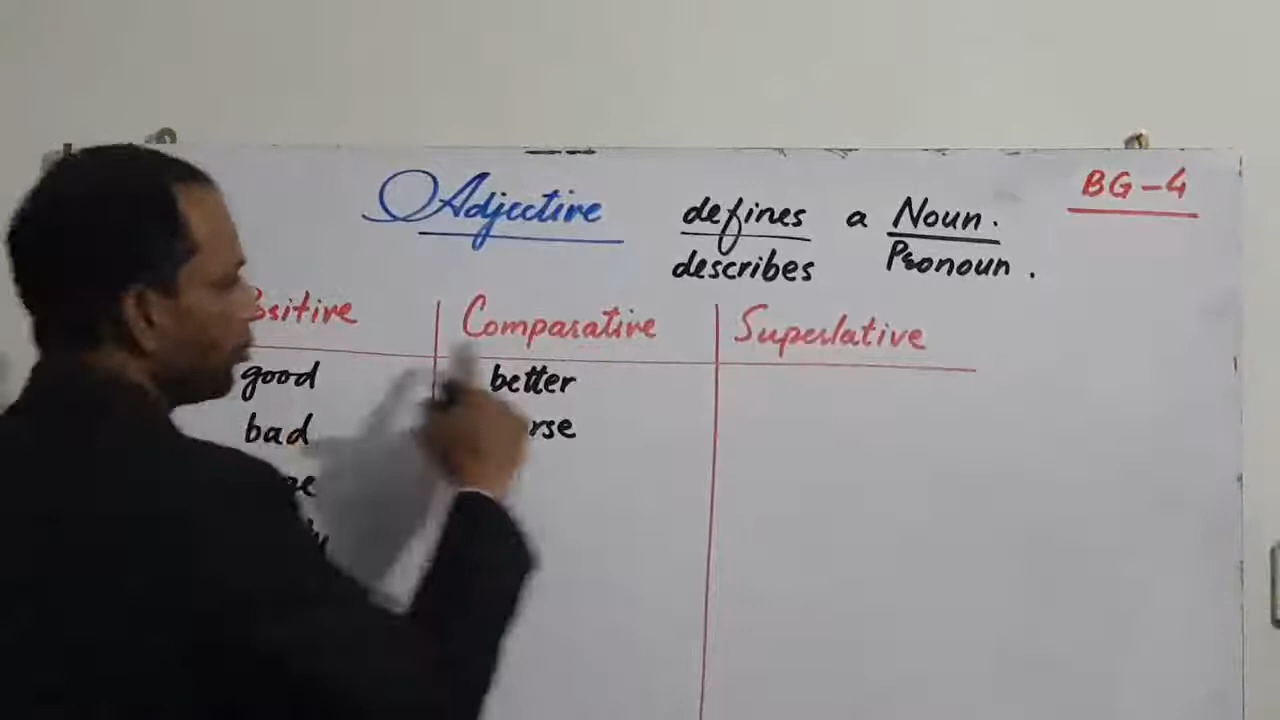 BG-4
Adjective defines a Noun.
describes Pronoun.
Comparative Superlative
good better
bad